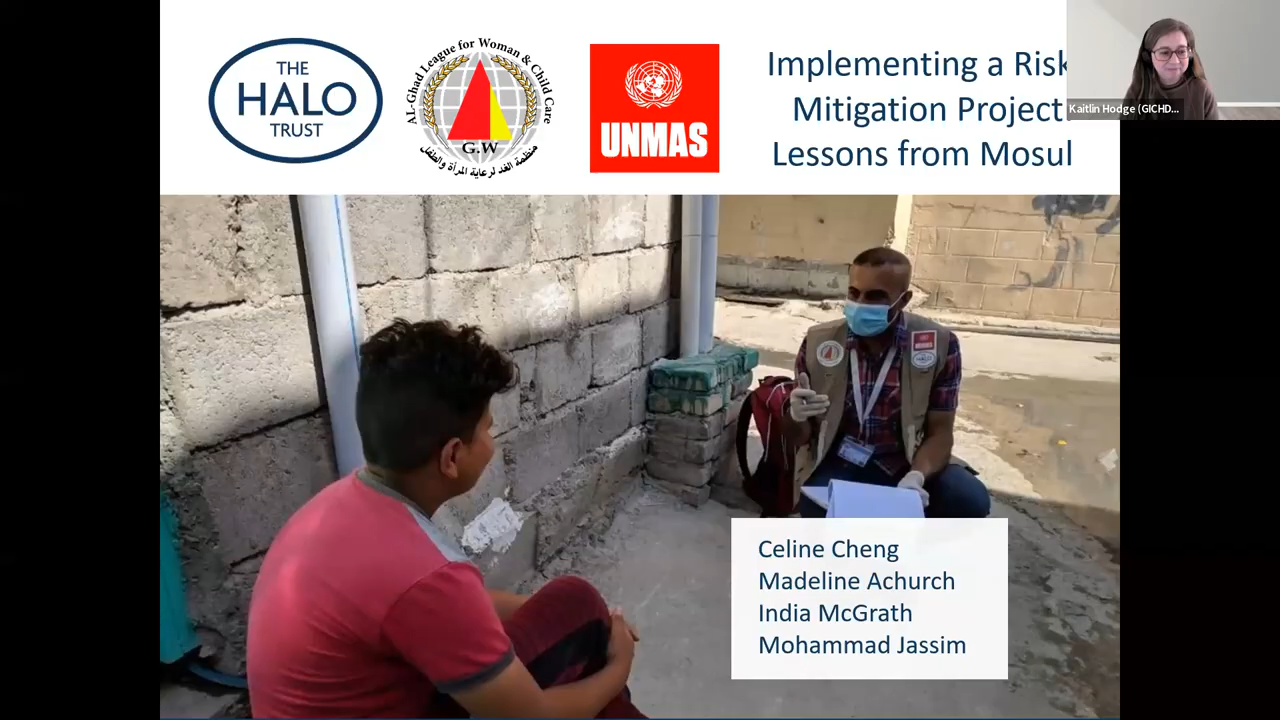 THE
HALO
TRUST
AL-Ghad League for Woman & Child Care
G.W
منظمة الغد لرعاية المرأة والطفل
UNMAS
Implementing a Risk
Mitigation Project
Lessons from Mosul
Kaitlin Hodge (GICHD...
HALO
Celine Cheng
Madeline Achurch
India McGrath
Mohammad Jassim